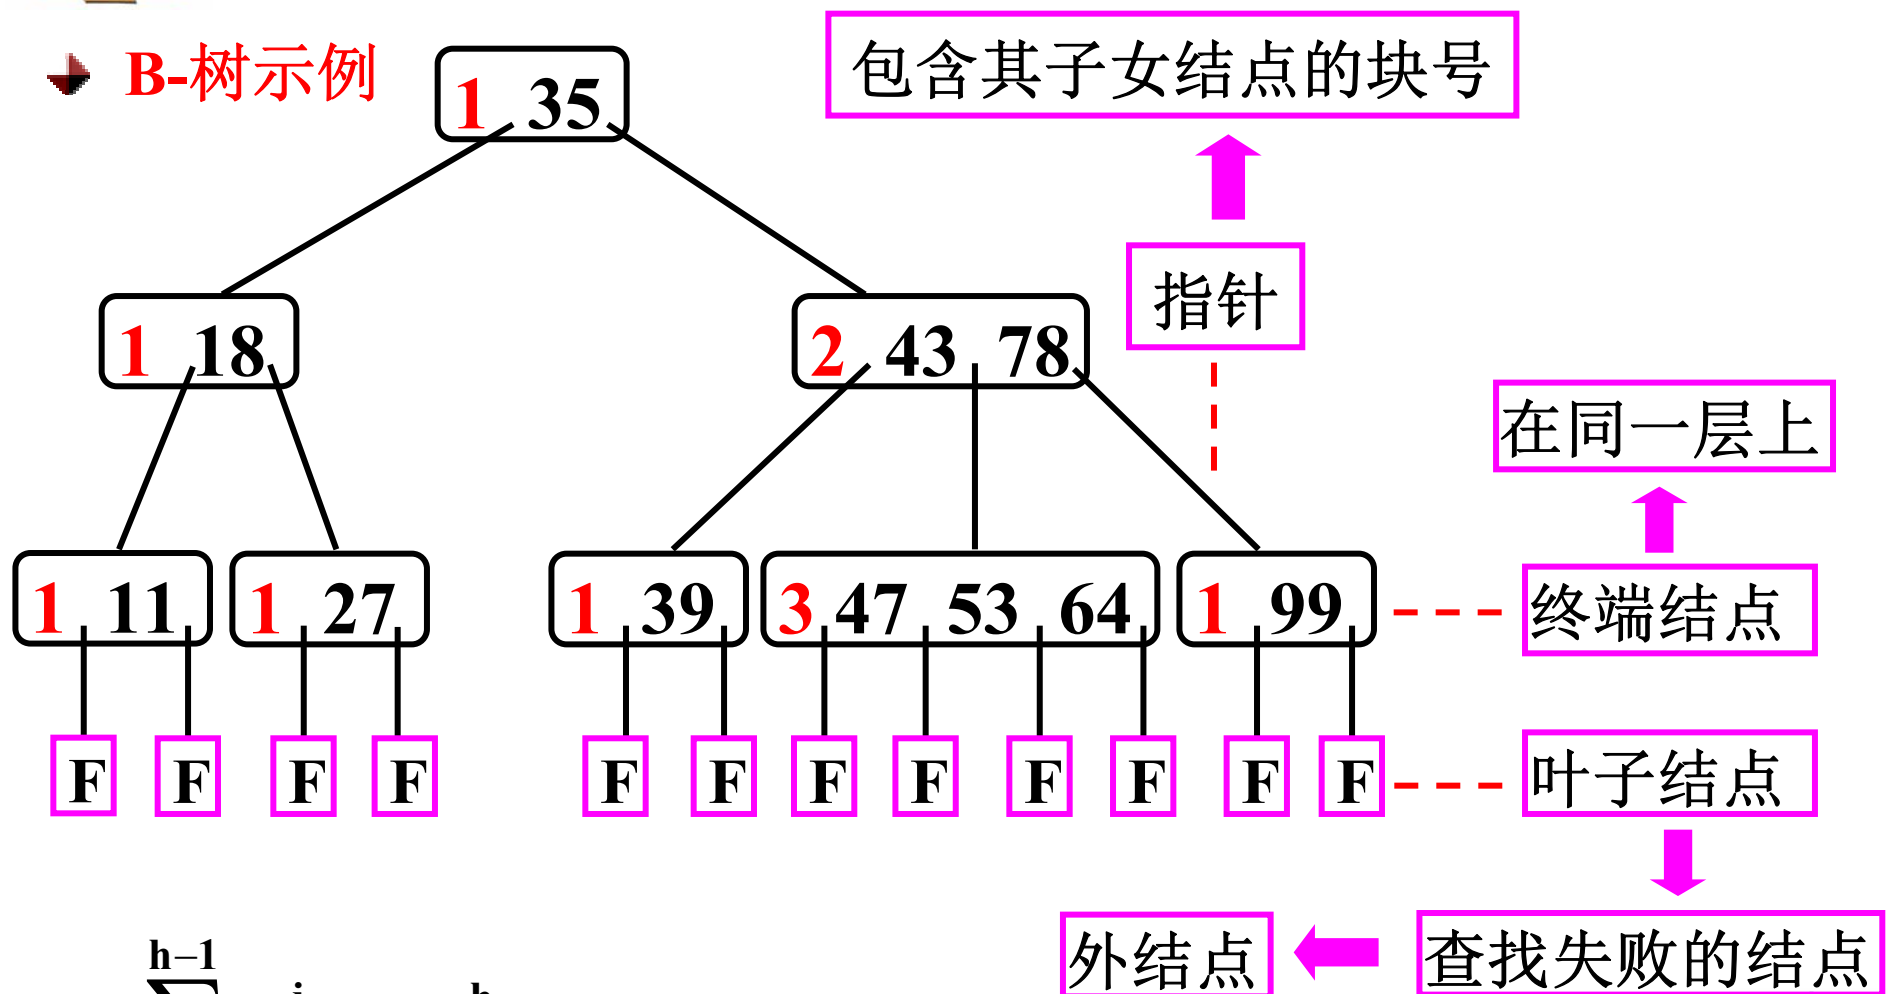 B-树示例
1 35
包含其子女结点的块号
指针
1 18
2 43 78
在同一层上
1 11
1 27
1 39
3 47 53 64
1 99
终端结点
F F F F F F F F F F F F
叶子结点
h−1
外结点
查找失败的结点